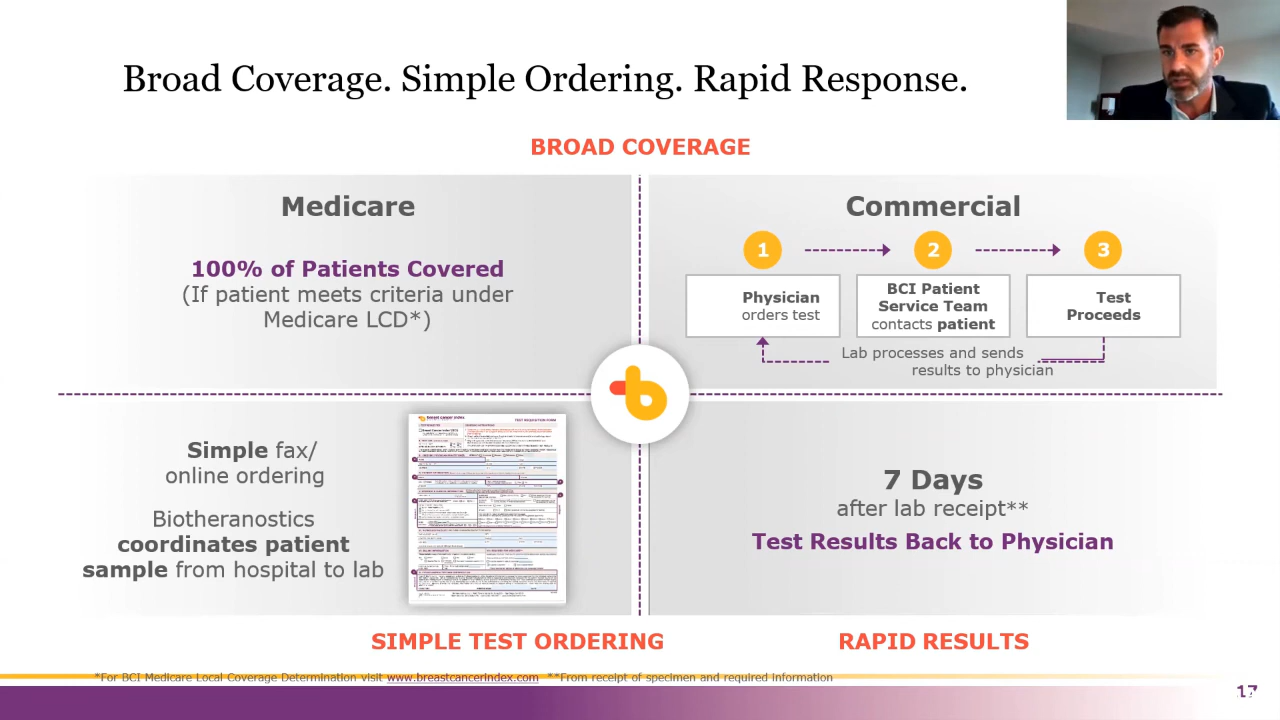 Broad Coverage. Simple Ordering. Rapid Response.
BROAD COVERAGE
Medicare
100% of Patients Covered
(If patient meets criteria under
Medicare LCD*)
Commercial
1
2
3
Physician
orders test
BCI Patient
Service Team
contacts patient
Test
Proceeds
Lab processes and sends
results to physician
Simple fax/
online ordering
Biotheranostics
coordinates patient
sample from hospital to lab
7 Days
after lab receipt**
Test Results Back to Physician
SIMPLE TEST ORDERING
RAPID RESULTS
*For BCI Medicare Local Coverage Determination visit www.breastcancerindex.com **From receipt of specimen and required information
17